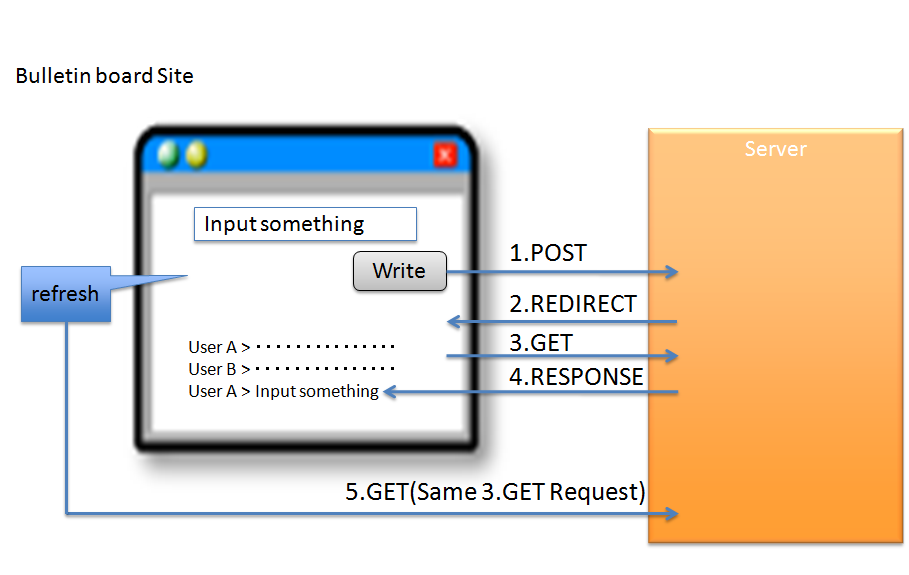 Bulletin board Site
Server
Input something
Write
1.POST
refresh
2.REDIRECT
3.GET
User A > ・・・・・・・・・・・・・・・
User B > ・・・・・・・・・・・・・・・
4.RESPONSE
User A > Input something
5.GET(Same 3.GET Request)